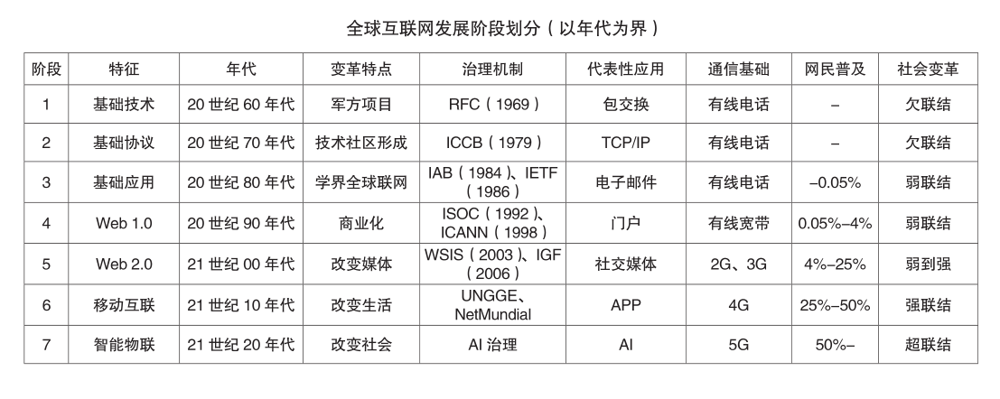 全球互联网发展阶段划分（以年代为界）
阶段 特征 年代 变革特点 治理机制 代表性应用 通信基础 网民普及 社会变革
1 基础技术 20 世纪 60 年代 军方项目 RFC（1969） 包交换 有线电话 – 欠联结
2 基础协议 20 世纪 70 年代 技术社区形成 ICCB（1979） TCP/IP 有线电话 – 欠联结
3 基础应用 20 世纪 80 年代 学界全球联网 IAB（1984）、IETF（1986） 电子邮件 有线电话 –0.05% 弱联结
4 Web 1.0 20 世纪 90 年代 商业化 ISOC（1992）、ICANN（1998） 门户 有线宽带 0.05%–4% 弱联结
5 Web 2.0 21 世纪 00 年代 改变媒体 WSIS（2003）、IGF（2006） 社交媒体 2G、3G 4%–25% 弱到强
6 移动互联 21 世纪 10 年代 改变生活 UNGGE、NetMundial APP 4G 25%–50% 强联结
7 智能物联 21 世纪 20 年代 改变社会 AI 治理 AI 5G 50%– 超联结